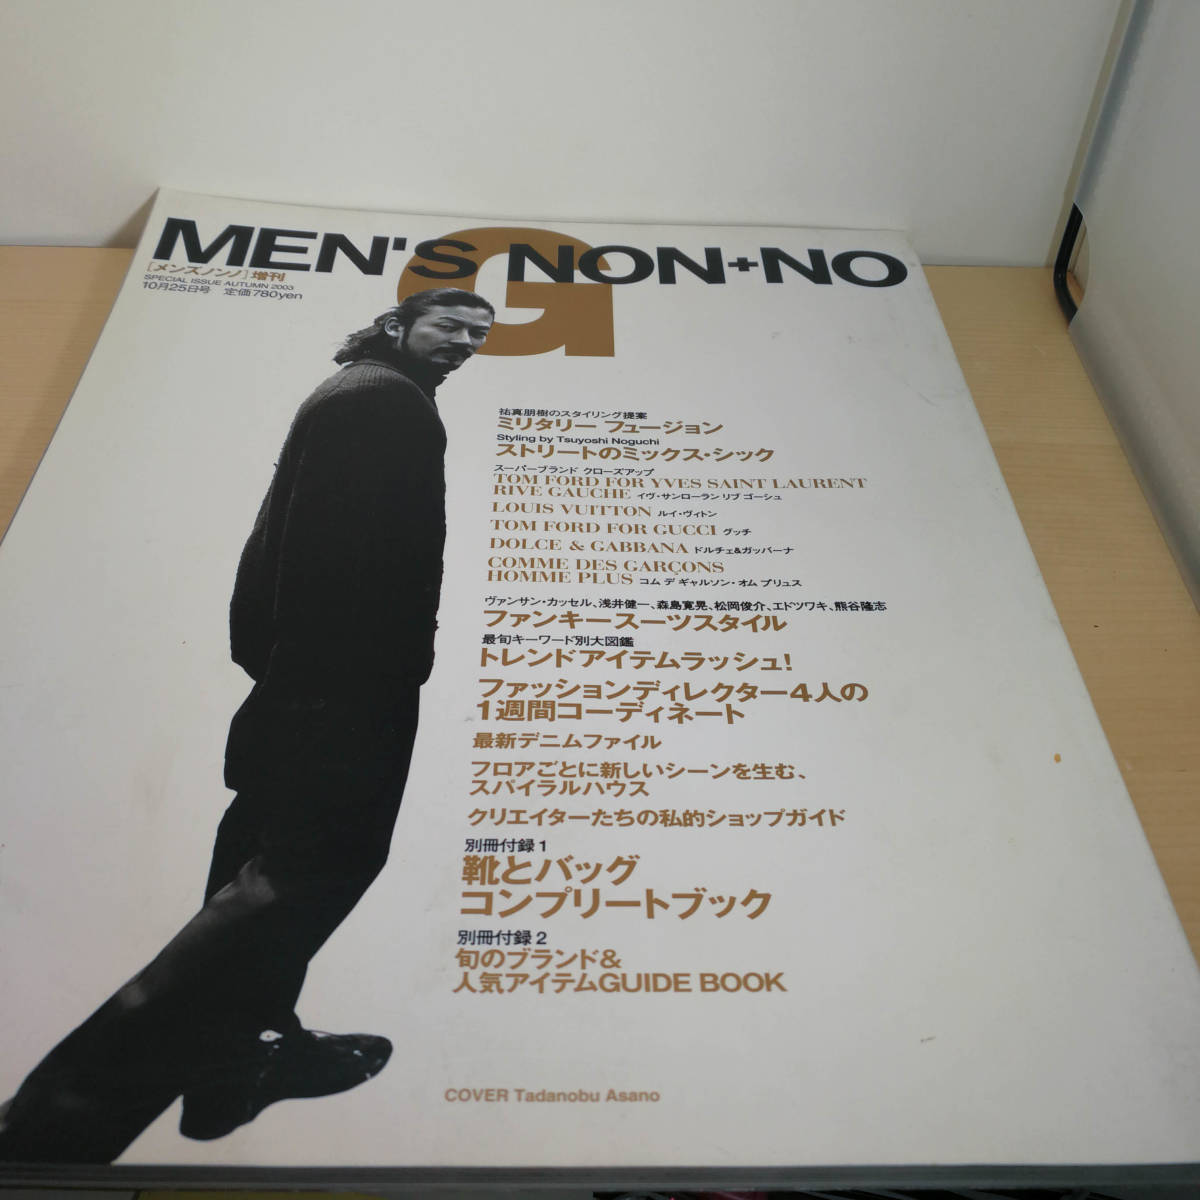 MEN'S NON+NO
G
[メンズノンノ]増刊
SPECIAL ISSUE AUTUMN 2003
10月25日号 定価780yen
祐真朋樹のスタイリング提案
ミリタリー フュージョン
Styling by Tsuyoshi Noguchi
ストリートのミックス・シック
スーパーブランド クローズアップ
TOM FORD FOR YVES SAINT LAURENT
RIVE GAUCHE イヴ・サンローラン リブ ゴーシュ
LOUIS VUITTON ルイ・ヴィトン
TOM FORD FOR GUCCI グッチ
DOLCE & GABBANA ドルチェ&ガッバーナ
COMME DES GARÇONS
HOMME PLUS コム デ ギャルソン・オム プリュス
ヴァンサン・カッセル、浅井健一、森島寛晃、松岡俊介、エドツワキ、熊谷隆志
ファンキースーツスタイル
最旬キーワード別大図鑑
トレンドアイテムラッシュ!
ファッションディレクター4人の
1週間コーディネート
最新デニムファイル
フロアごとに新しいシーンを生む、
スパイラルハウス
クリエイターたちの私的ショップガイド
別冊付録1
靴とバッグ
コンプリートブック
別冊付録2
旬のブランド&
人気アイテムGUIDE BOOK
COVER Tadanobu Asano